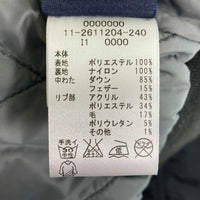 0000000
11-2611204-240
I1 0000
本体
表地 ポリエステル 100%
裏地 ナイロン 100%
中わた ダウン 85%
フェザー 15%
リブ部 アクリル 43%
ポリエステル 34%
毛 17%
ポリウレタン 5%
その他 1%
手洗イ